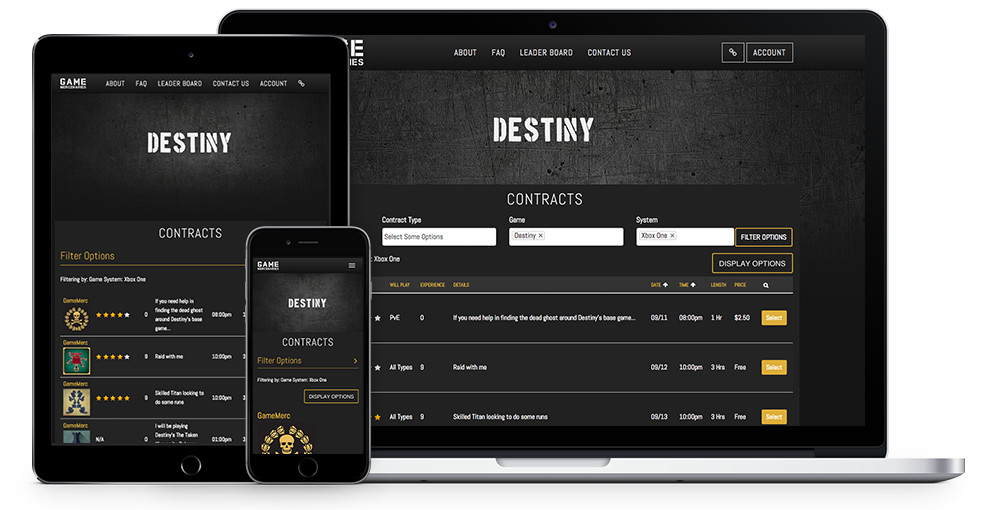 GAME
MERCENARIES
ABOUT FAQ LEADER BOARD CONTACT US ACCOUNT
DESTINY
CONTRACTS
Filter Options
Filtering by: Game System: Xbox One
GameMerc
0 If you need help in finding the dead ghost around Destiny's base game... 08:00pm
GameMerc
9 Raid with me 10:00pm
GameMerc
9 Skilled Titan looking to do some runs 10:00pm
GameMerc
N/A 0 I will be playing Destiny's The Taken 01:00pm
GAME
MERCENARIES
DESTINY
CONTRACTS
Filter Options >
Filtering by: Game System: Xbox One
DISPLAY OPTIONS
GameMerc
ABOUT FAQ LEADER BOARD CONTACT US ACCOUNT
DESTINY
CONTRACTS
Contract Type Game System
Select Some Options Destiny × Xbox One × FILTER OPTIONS
Xbox One
DISPLAY OPTIONS
WILL PLAY EXPERIENCE DETAILS DATE TIME LENGTH PRICE
PvE 0 If you need help in finding the dead ghost around Destiny's base game... 09/11 08:00pm 1 Hr $2.50 Select
All Types 9 Raid with me 09/12 10:00pm 3 Hrs Free Select
All Types 9 Skilled Titan looking to do some runs 09/13 10:00pm 3 Hrs Free Select